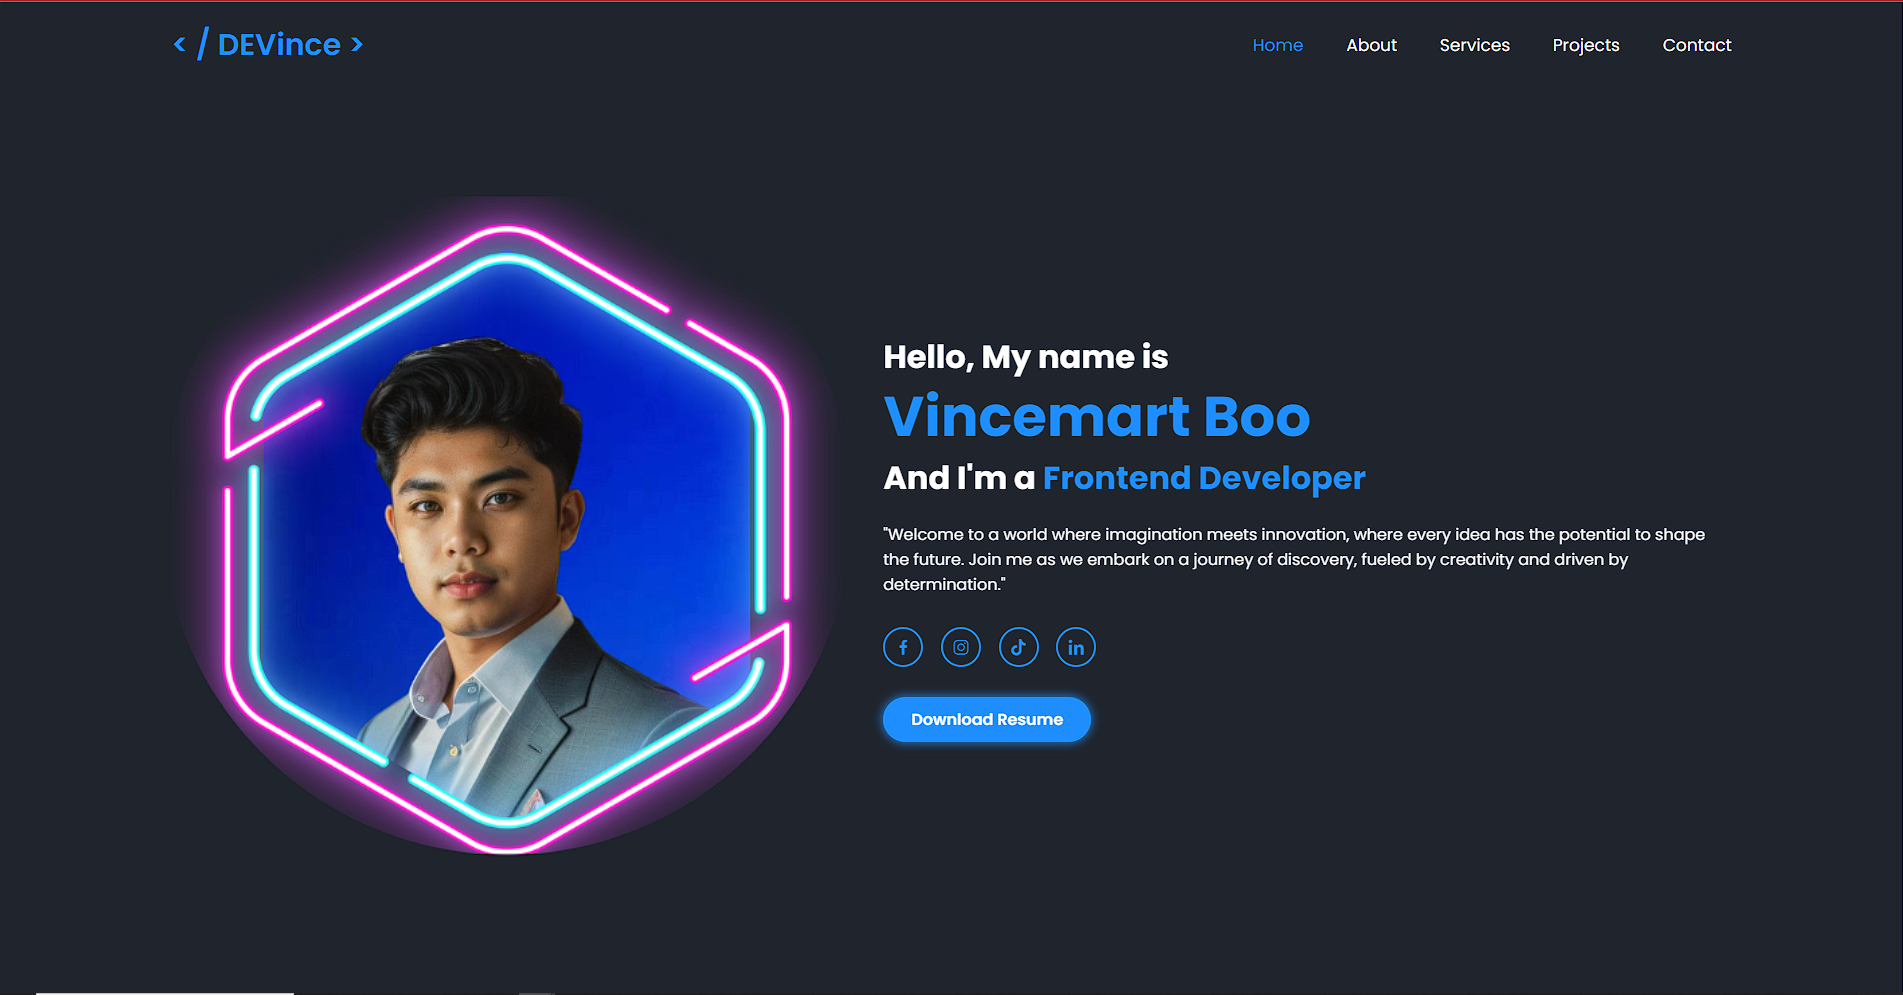 < / DEVince >
Home About Services Projects Contact
Hello, My name is
Vincemart Boo
And I'm a Frontend Developer
"Welcome to a world where imagination meets innovation, where every idea has the potential to shape
the future. Join me as we embark on a journey of discovery, fueled by creativity and driven by
determination."
Download Resume